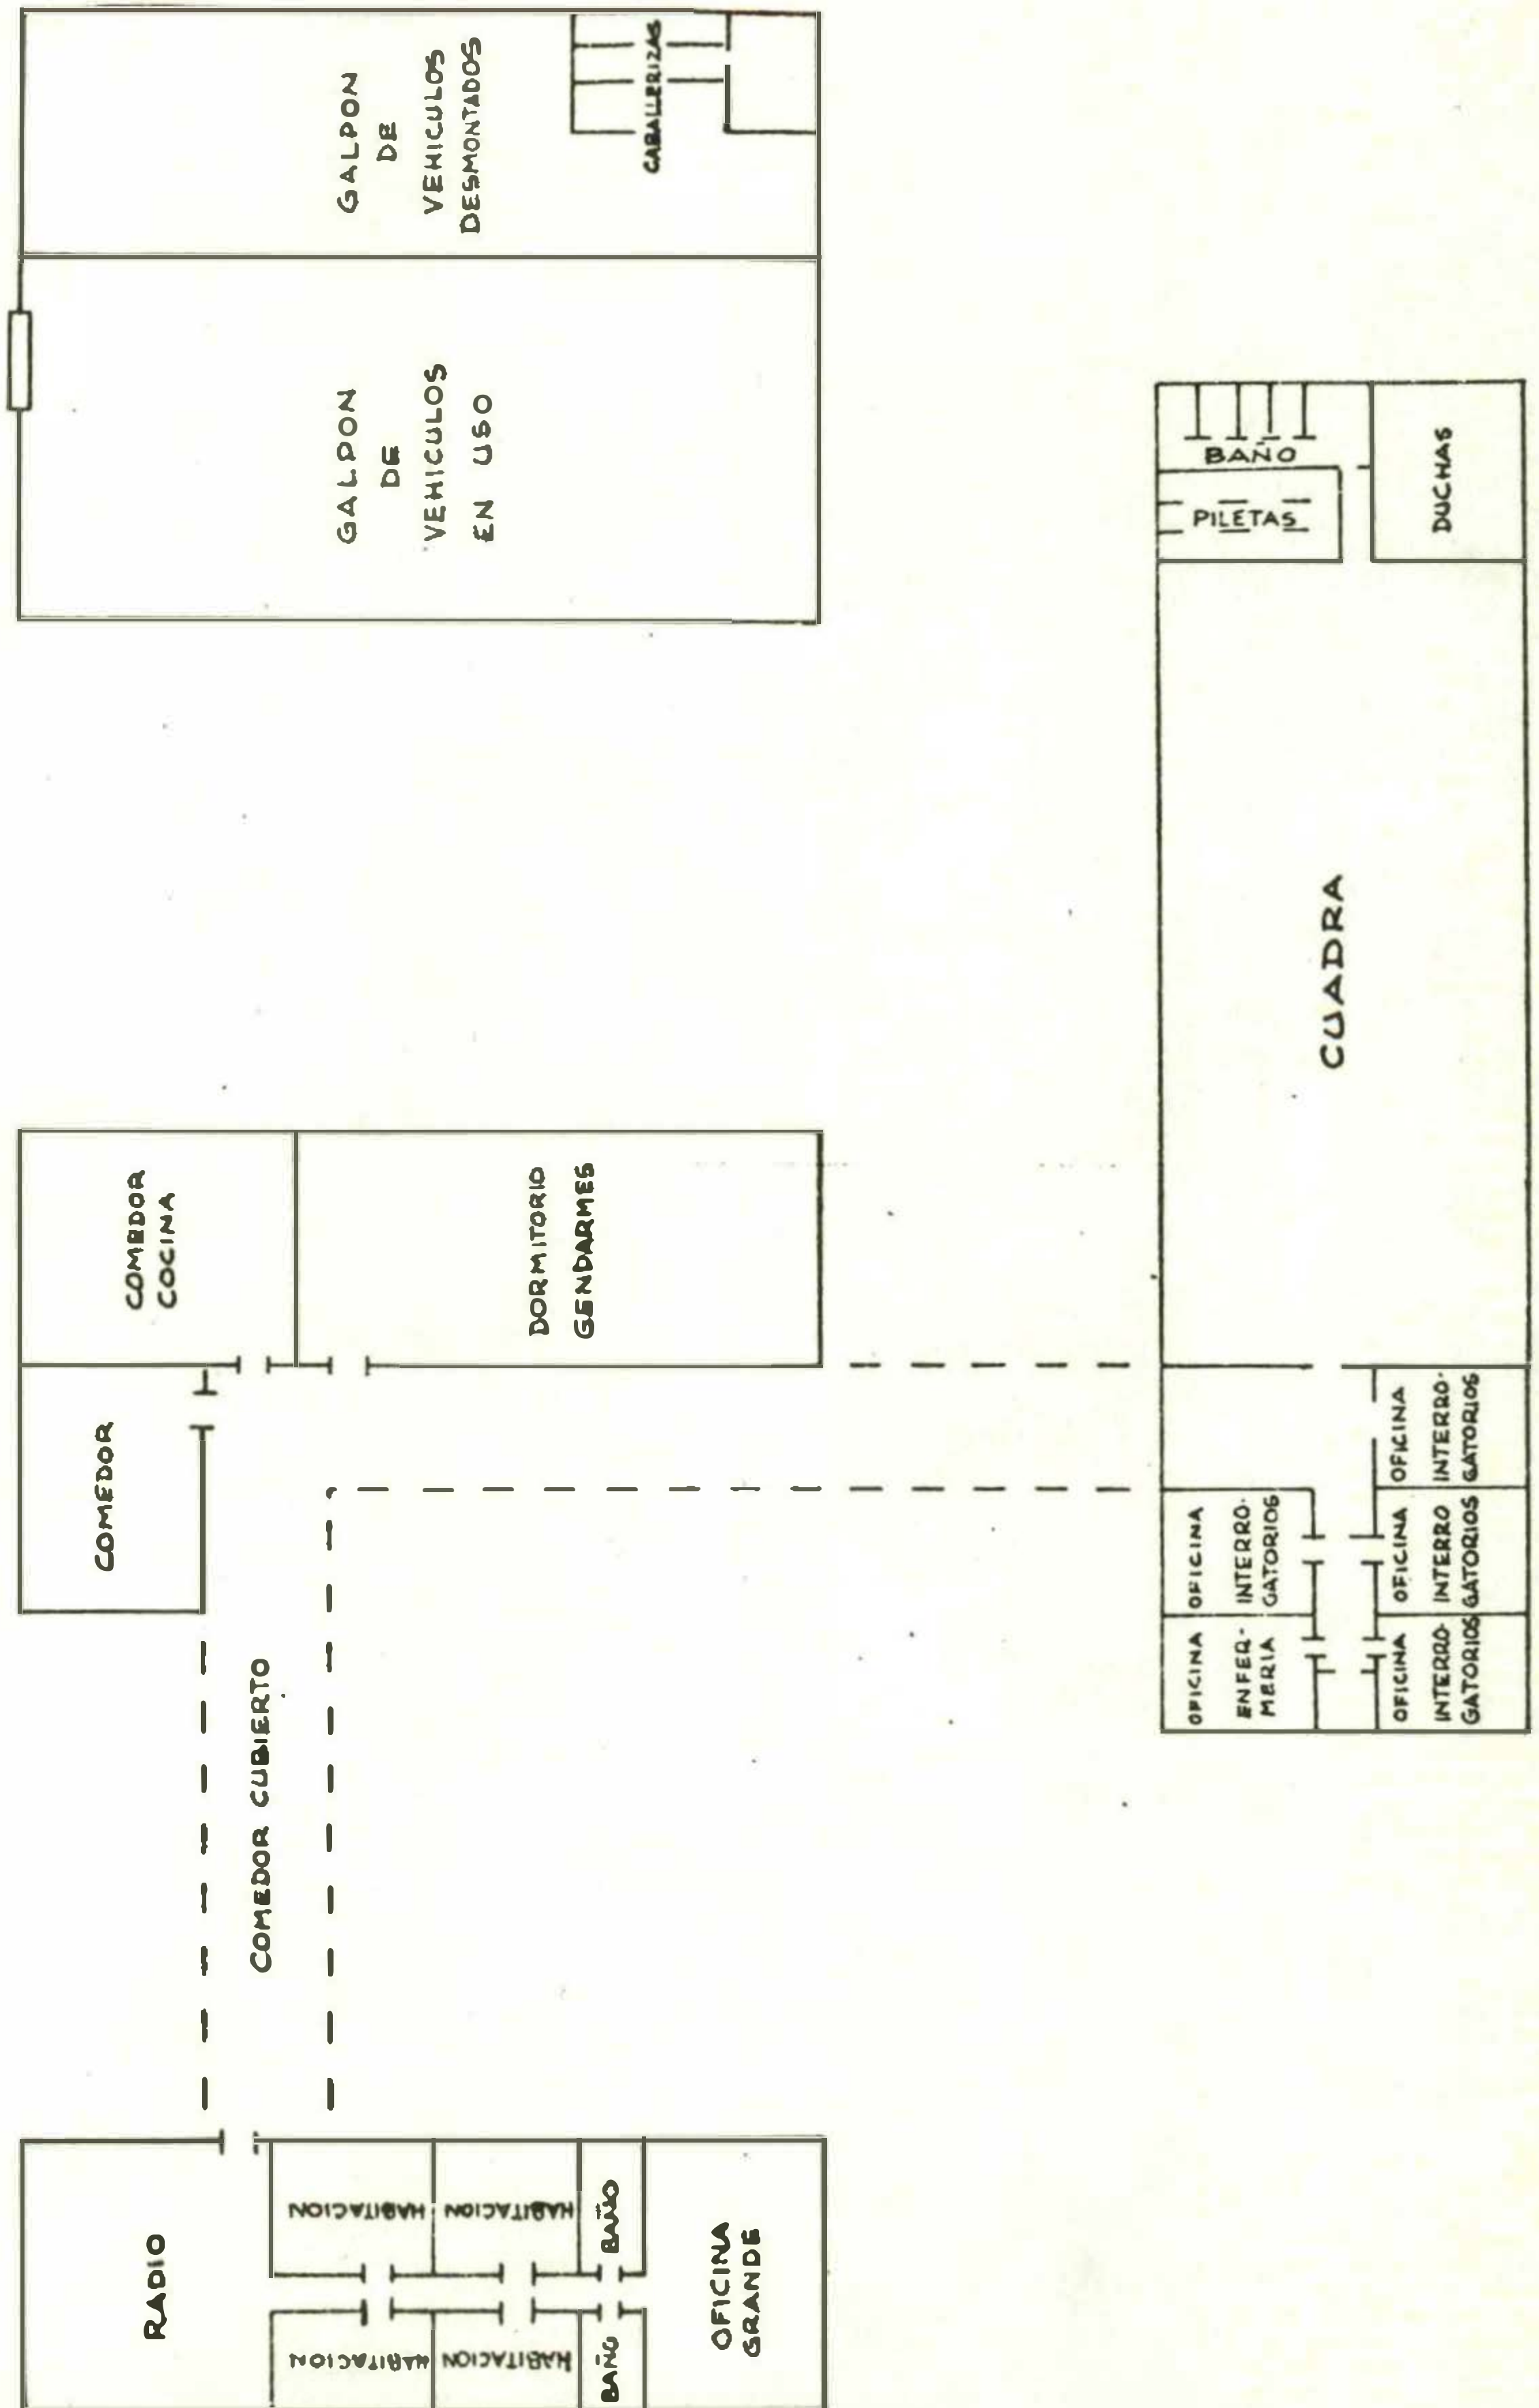 GALPON
DE
VEHICULOS
DESMONTADOS
CABALLERIZAS
GALPON
DE
VEHICULOS
EN USO
BAÑO
PILETAS
DUCHAS
CUADRA
COMEDOR
COCINA
DORMITORIO
GENDARMES
COMEDOR
COMEDOR CUBIERTO
OFICINA
INTERRO-
GATORIOS
OFICINA
INTERRO
GATORIOS
OFICINA
INTERRO-
GATORIOS
OFICINA
INTERRO-
GATORIOS
OFICINA
ENFER-
MERIA
RADIO
HABITACION
HABITACION
BAÑO
HABITACION
HABITACION
BAÑO
OFICINA
GRANDE